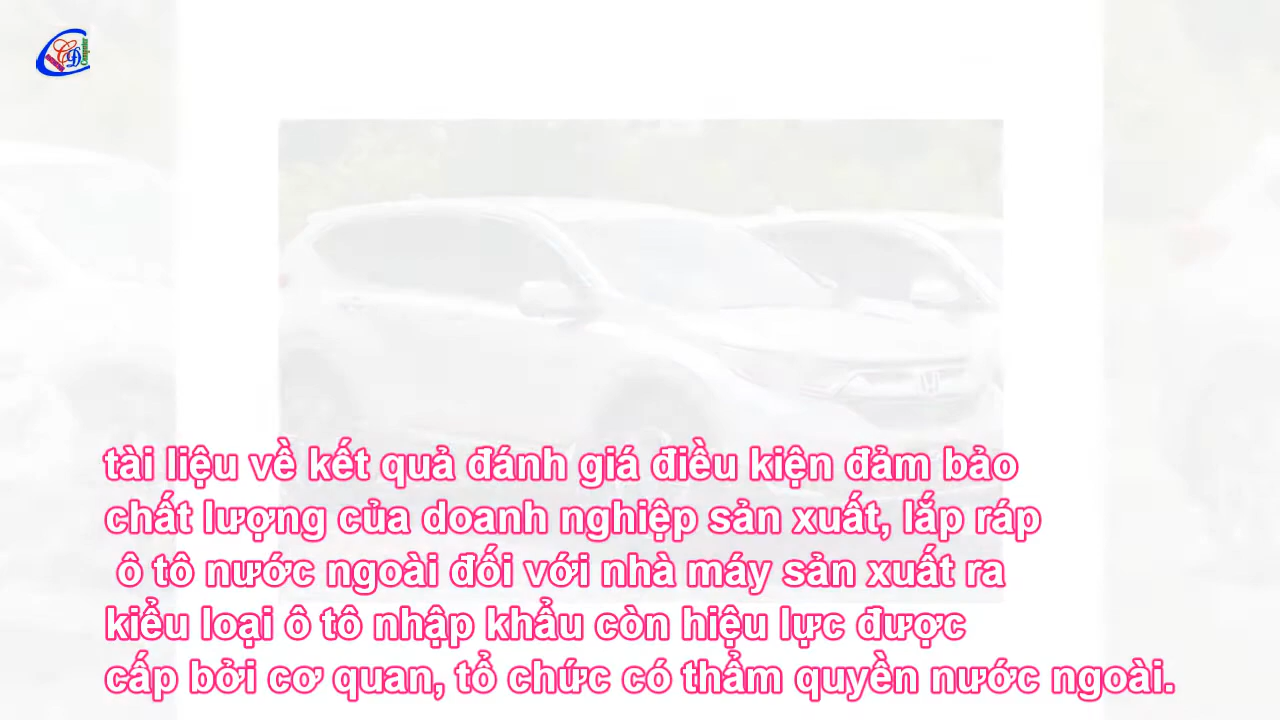 Computer
tài liệu về kết quả đánh giá điều kiện đảm bảo
chất lượng của doanh nghiệp sản xuất, lắp ráp
ô tô nước ngoài đối với nhà máy sản xuất ra
kiểu loại ô tô nhập khẩu còn hiệu lực được
cấp bởi cơ quan, tổ chức có thẩm quyền nước ngoài.